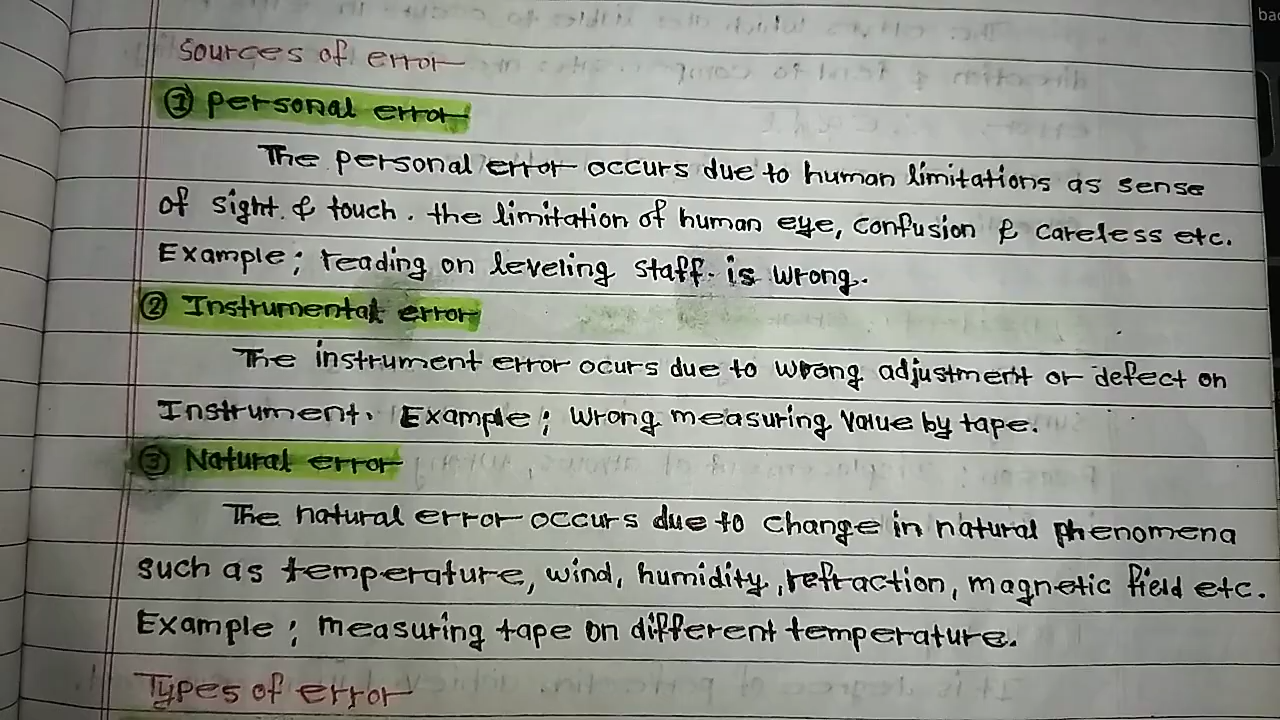 Sources of error
① Personal error
The personal error occurs due to human limitations as sense
of sight & touch. the limitation of human eye, confusion & careless etc.
Example; reading on leveling staff is wrong.
② Instrumental error
The instrument error ocurs due to wrong adjustment or defect on
Instrument. Example; wrong measuring value by tape.
③ Natural error
The natural error occurs due to change in natural phenomena
such as temperature, wind, humidity, refraction, magnetic field etc.
Example; measuring tape on different temperature.
Types of error